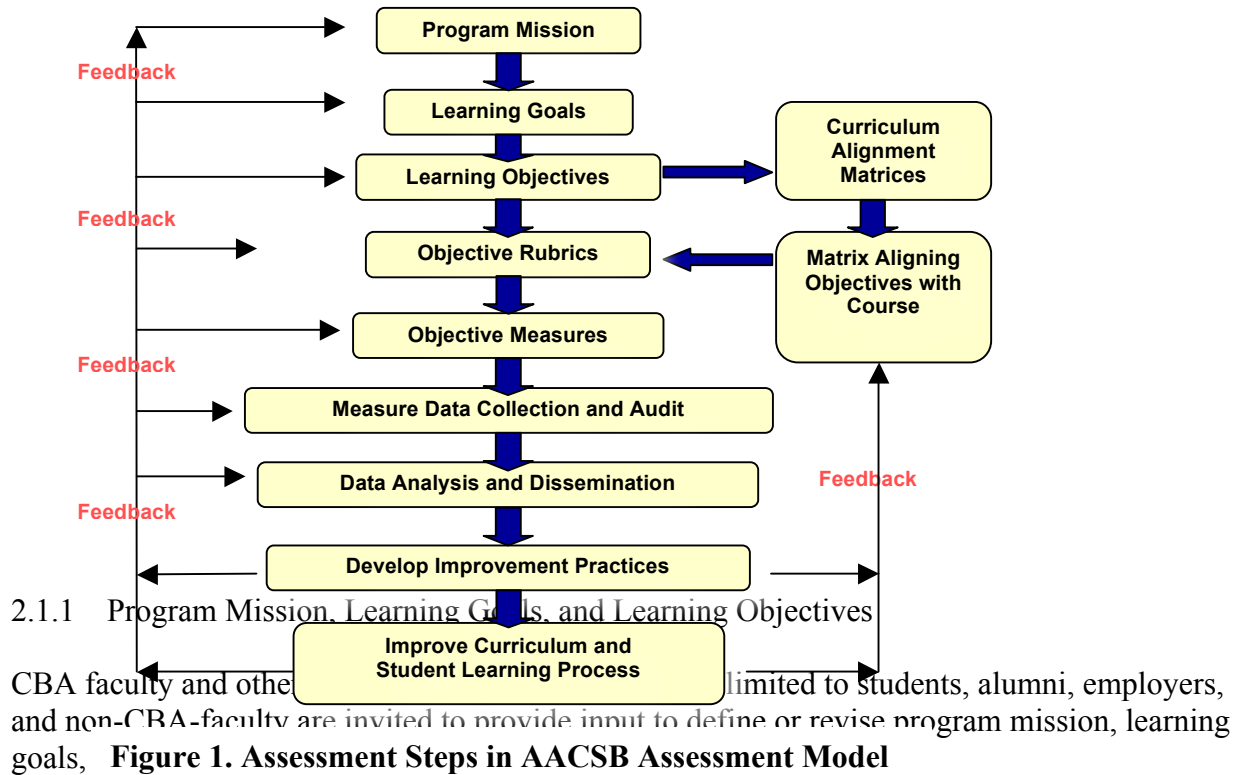 Program Mission
Feedback
Learning Goals
Curriculum
Alignment
Matrices
Learning Objectives
Feedback
Objective Rubrics
Matrix Aligning
Objectives with
Course
Objective Measures
Feedback
Measure Data Collection and Audit
Data Analysis and Dissemination
Feedback
Feedback
Develop Improvement Practices
2.1.1 Program Mission, Learning Goals, and Learning Objectives
Improve Curriculum and
Student Learning Process
CBA faculty and othe limited to students, alumni, employers,
and non-CBA-faculty are invited to provide input to define or revise program mission, learning
goals, Figure 1. Assessment Steps in AACSB Assessment Model